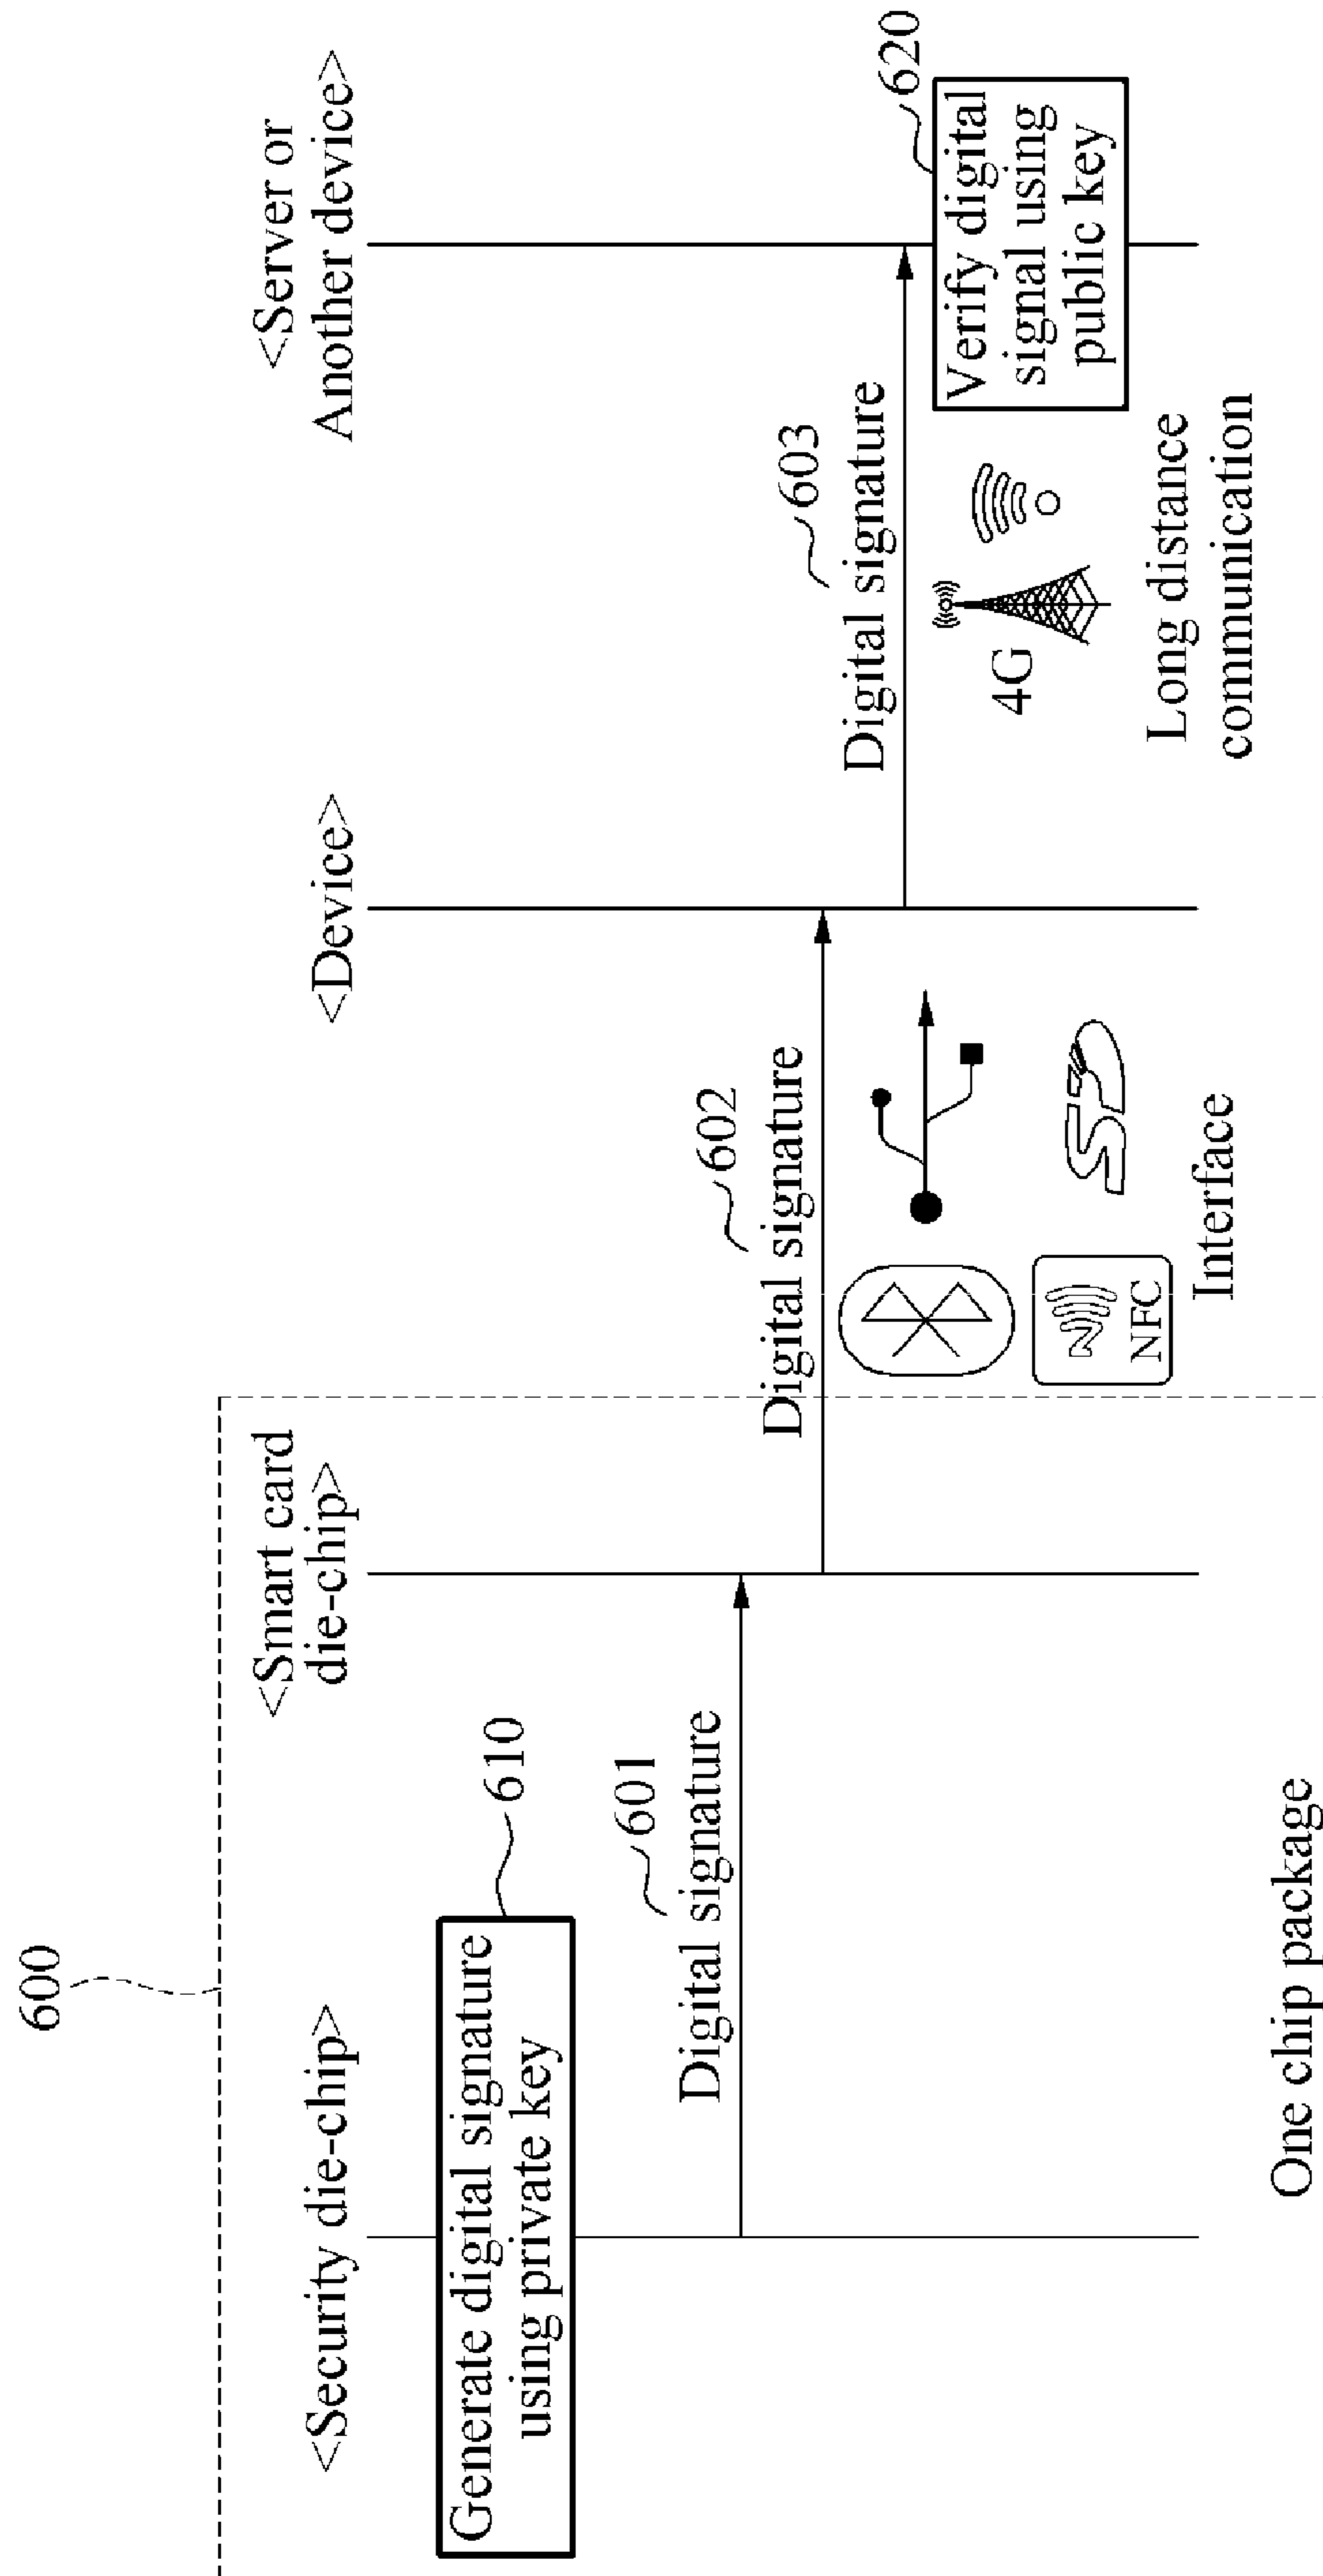 600
<Security die-chip>
<Smart card
die-chip>
<Device>
<Server or
Another device>
Generate digital signature
using private key
610
601
Digital signature
602
Digital signature
603
Digital signature
NFC
SD
Interface
4G
Long distance
communication
620
Verify digital
signal using
public key
One chip package